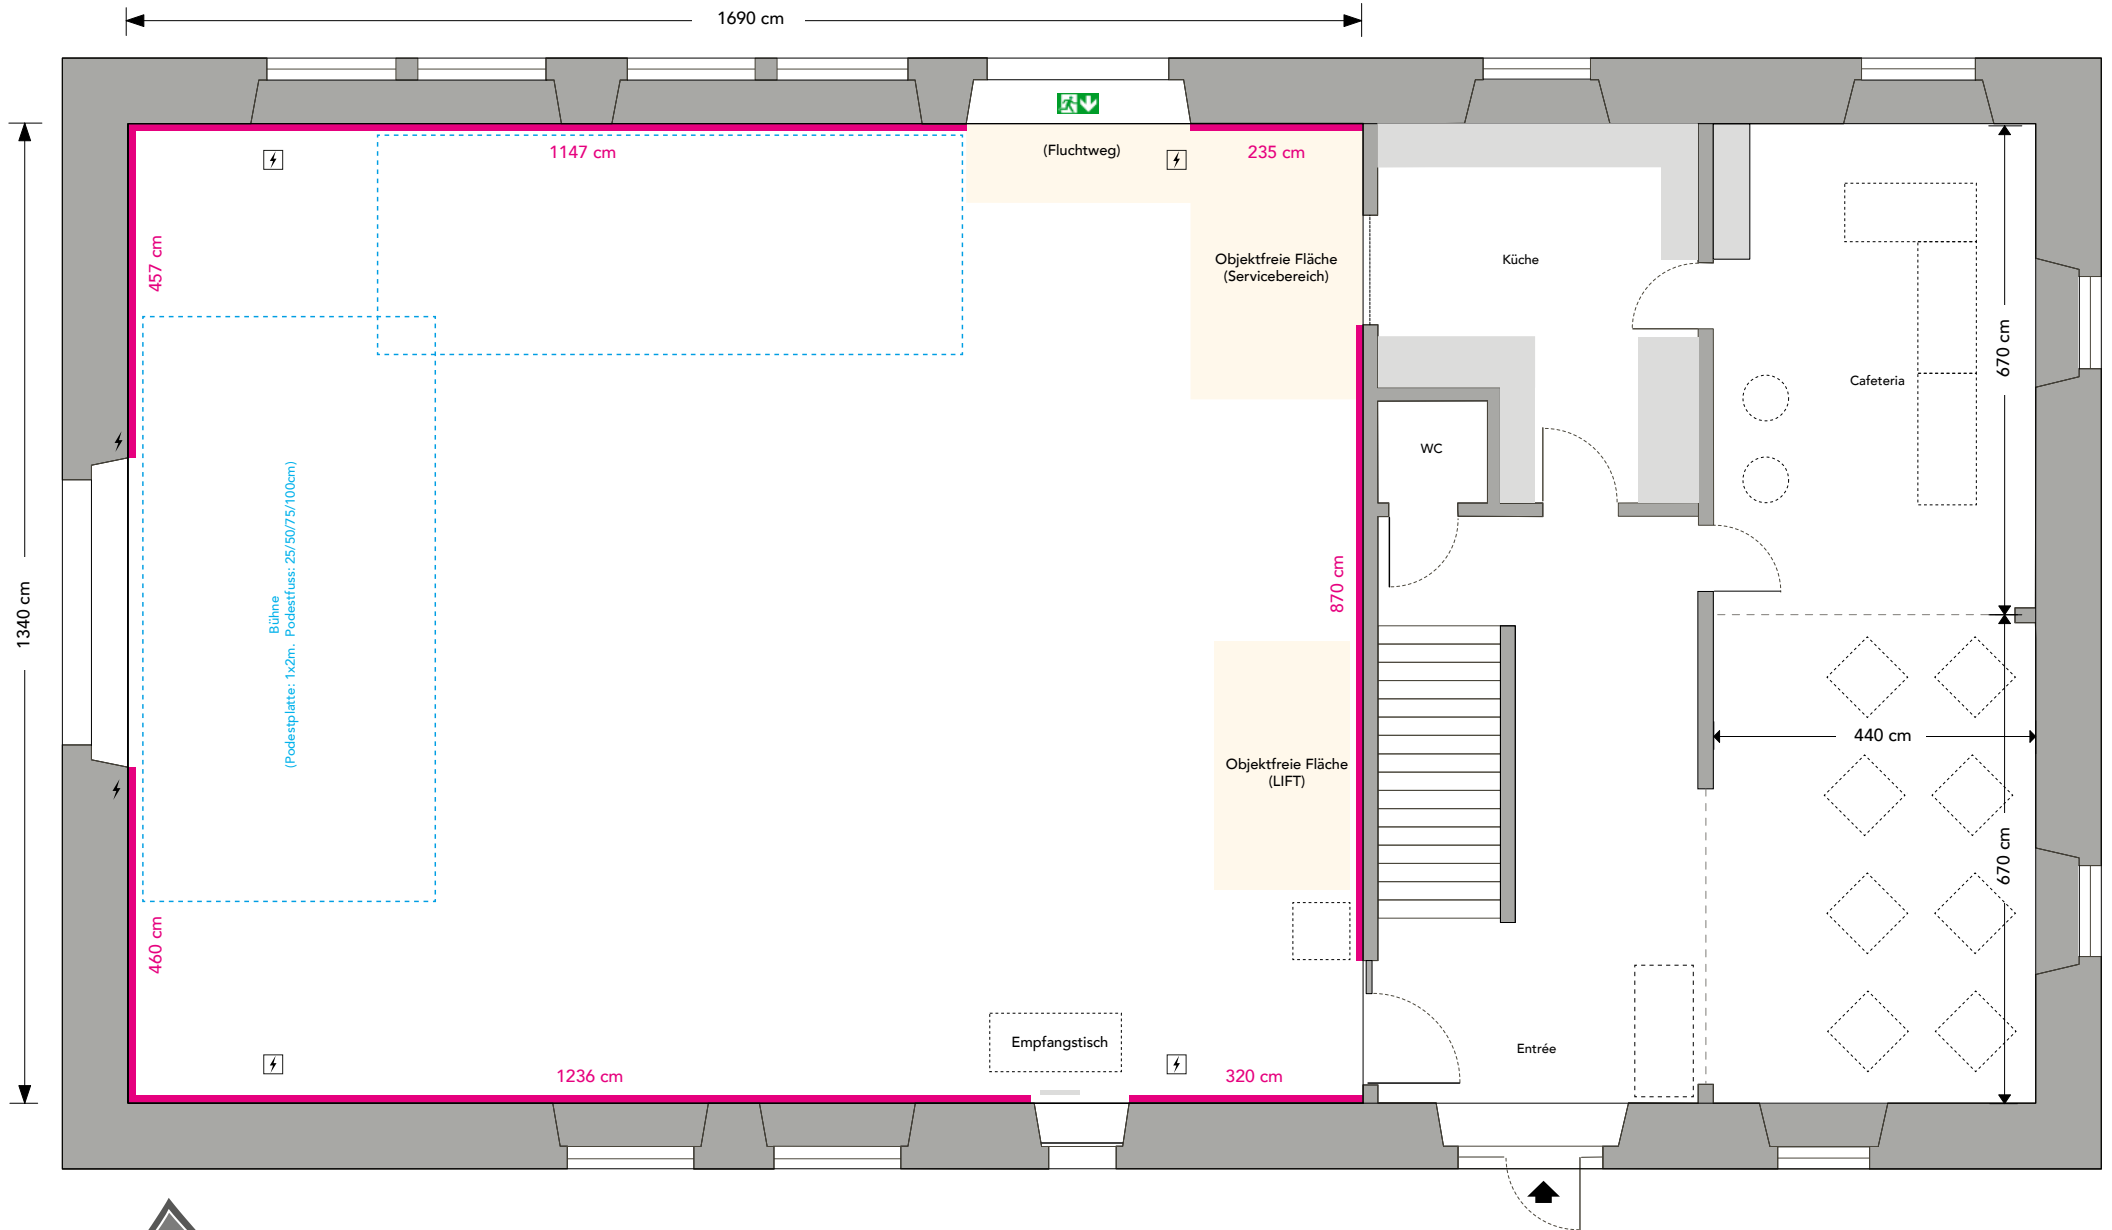 1690 cm
1147 cm
(Fluchtweg)
235 cm
457 cm
Objektfreie Fläche
(Servicebereich)
Küche
670 cm
Cafeteria
WC
1340 cm
Bühne
(Podestplatte: 1x2m. Podestfuss: 25/50/75/100cm)
870 cm
440 cm
Objektfreie Fläche
(LIFT)
670 cm
460 cm
Empfangstisch
Entrée
1236 cm
320 cm